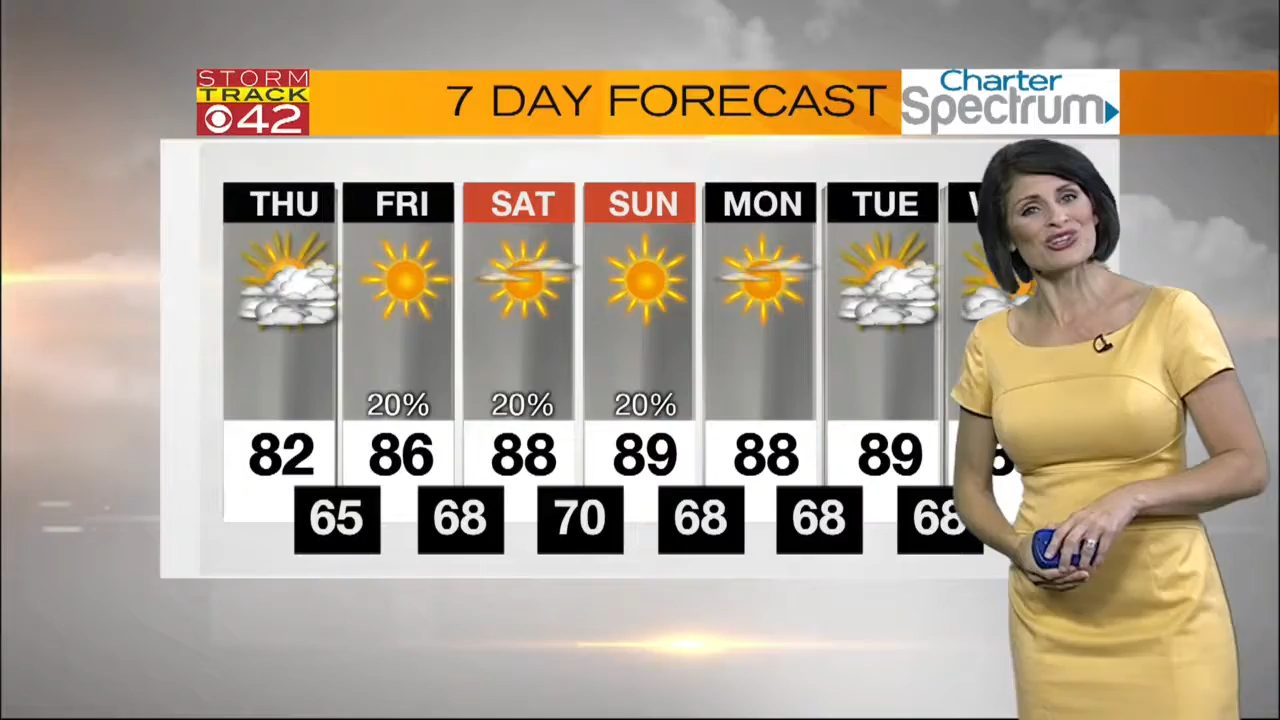 STORM
TRACK
42
7 DAY FORECAST
Charter
Spectrum
THU FRI SAT SUN MON TUE
20% 20% 20%
82 86 88 89 88 89
65 68 70 68 68 68